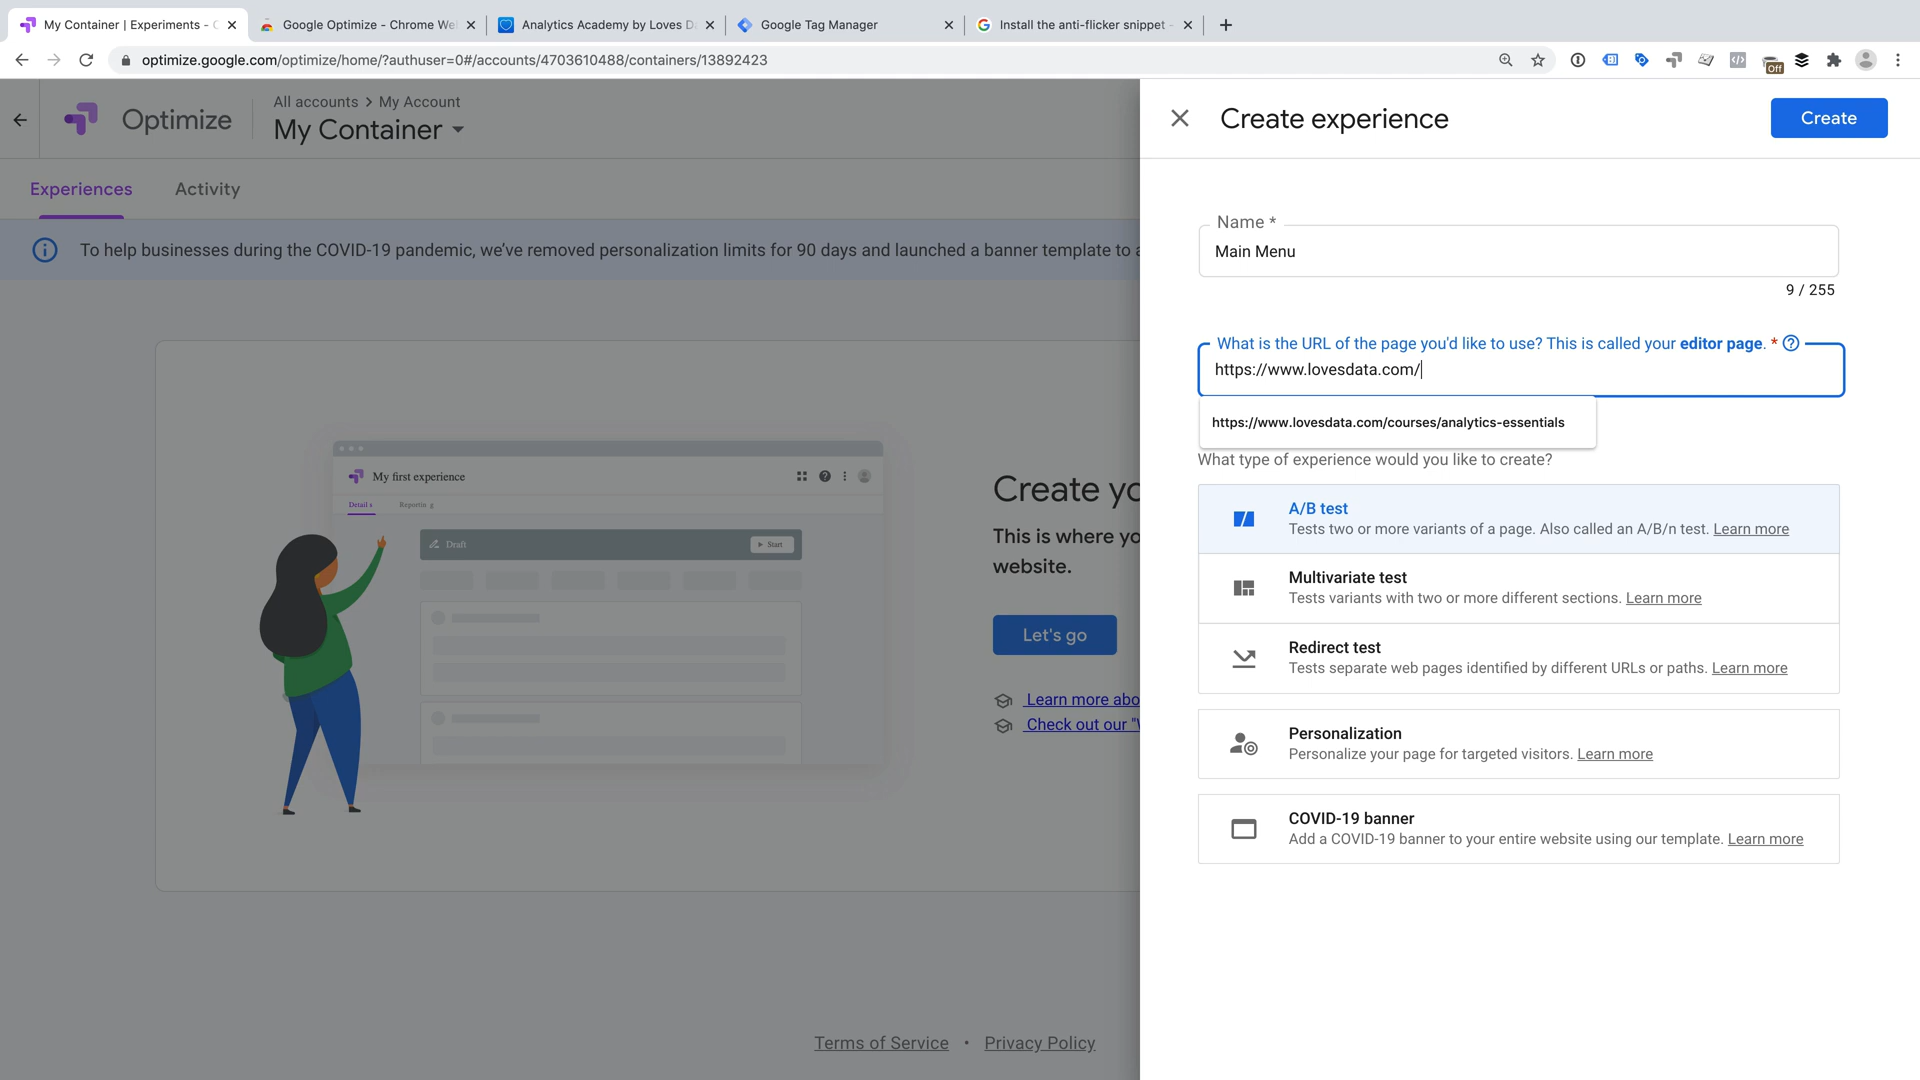 My Container | Experiments - 
Google Optimize - Chrome We
Analytics Academy by Loves D
Google Tag Manager
Install the anti-flicker snippet -
optimize.google.com/optimize/home/?authuser=0#/accounts/4703610488/containers/13892423
Off
Optimize
All accounts > My Account
My Container
Experiences
Activity
To help businesses during the COVID-19 pandemic, we've removed personalization limits for 90 days and launched a banner template to
My first experience
Details
Reporting
Draft
Start
Create yo
This is where yo
website.
Let's go
Learn more abo
Check out our "
Terms of Service • Privacy Policy
Create experience
Create
Name *
Main Menu
9 / 255
What is the URL of the page you'd like to use? This is called your editor page. *
https://www.lovesdata.com/
https://www.lovesdata.com/courses/analytics-essentials
What type of experience would you like to create?
A/B test
Tests two or more variants of a page. Also called an A/B/n test. Learn more
Multivariate test
Tests variants with two or more different sections. Learn more
Redirect test
Tests separate web pages identified by different URLs or paths. Learn more
Personalization
Personalize your page for targeted visitors. Learn more
COVID-19 banner
Add a COVID-19 banner to your entire website using our template. Learn more